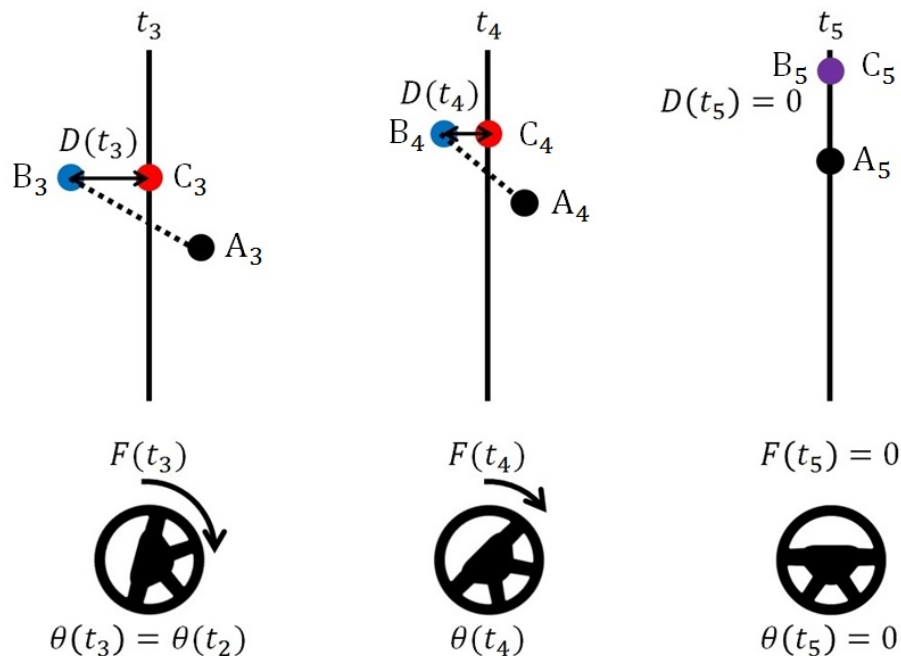 t₃ t₄ t₅
D(t₃) D(t₄) D(t₅) = 0
B₃ C₃ B₄ C₄ B₅ C₅
A₃ A₄ A₅
F(t₃) F(t₄) F(t₅) = 0
θ(t₃) = θ(t₂) θ(t₄) θ(t₅) = 0